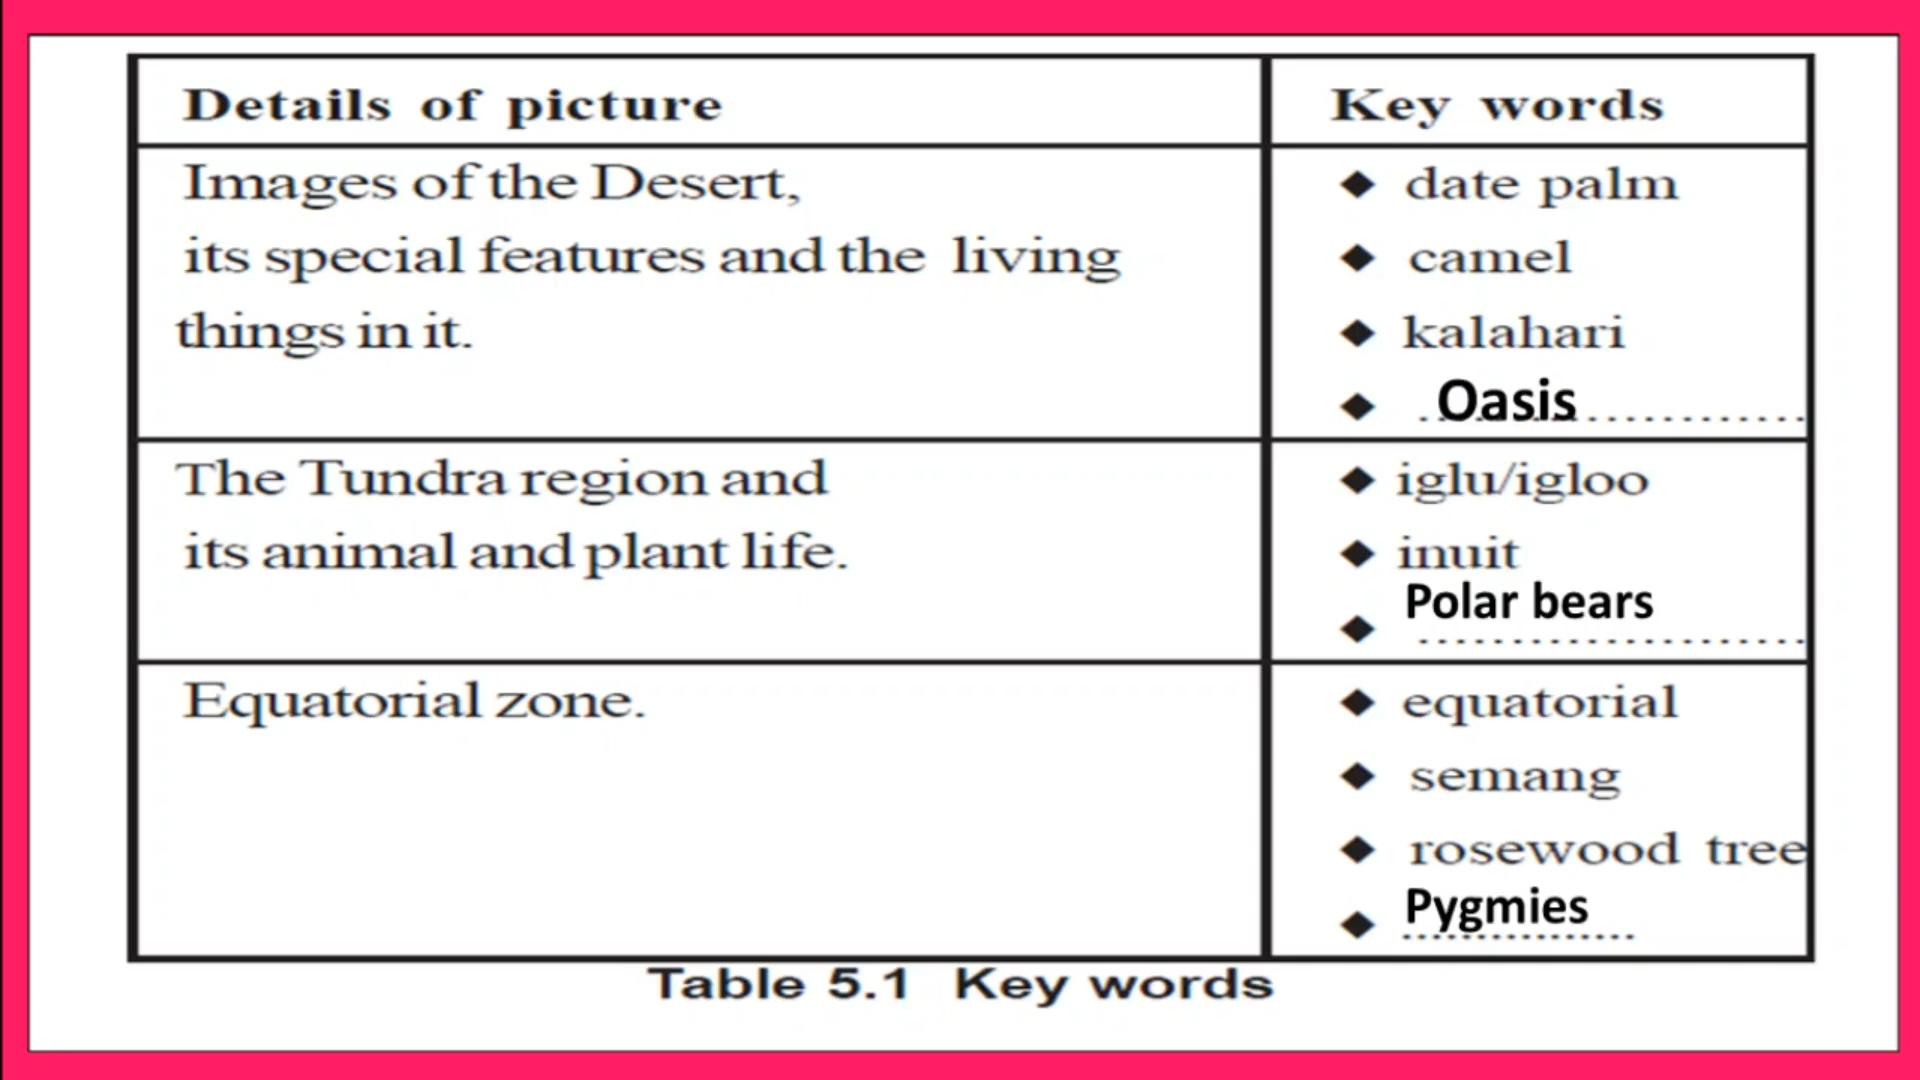 Details of picture
Key words
Images of the Desert,
its special features and the living
things in it.
◆ date palm
◆ camel
◆ kalahari
◆ Oasis
The Tundra region and
its animal and plant life.
◆ iglu/igloo
◆ inuit
◆ Polar bears
Equatorial zone.
◆ equatorial
◆ semang
◆ rosewood tree
◆ Pygmies
Table 5.1 Key words